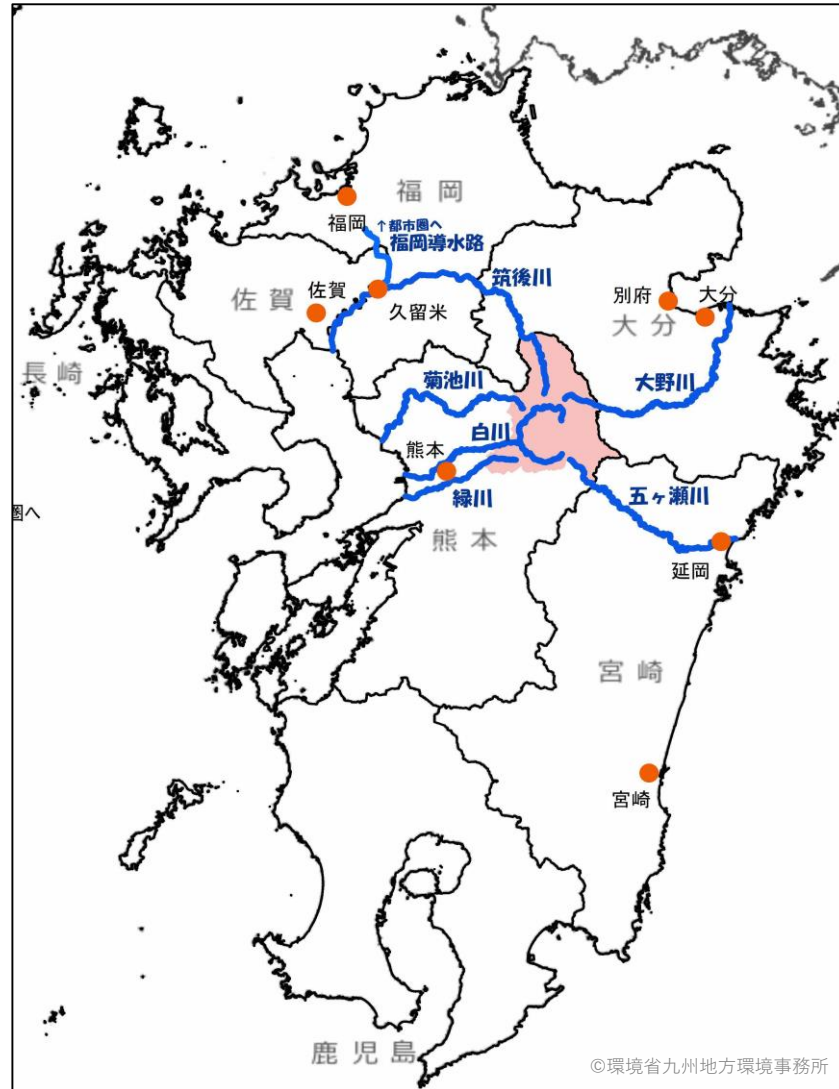 福岡
福岡
↑都市圏へ
福岡導水路
筑後川
佐賀
佐賀
久留米
別府
大分
大分
長崎
菊池川
大野川
白川
熊本
緑川
五ヶ瀬川
圏へ
熊本
延岡
宮崎
宮崎
鹿児島
©環境省九州地方環境事務所